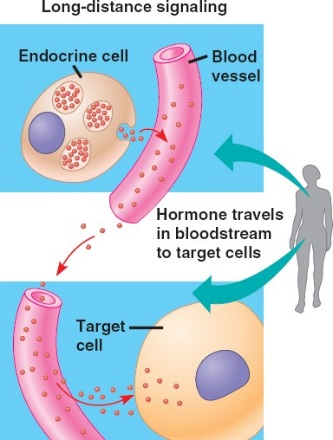 Long-distance signaling
Endocrine cell
Blood
vessel
Hormone travels
in bloodstream
to target cells
Target
cell